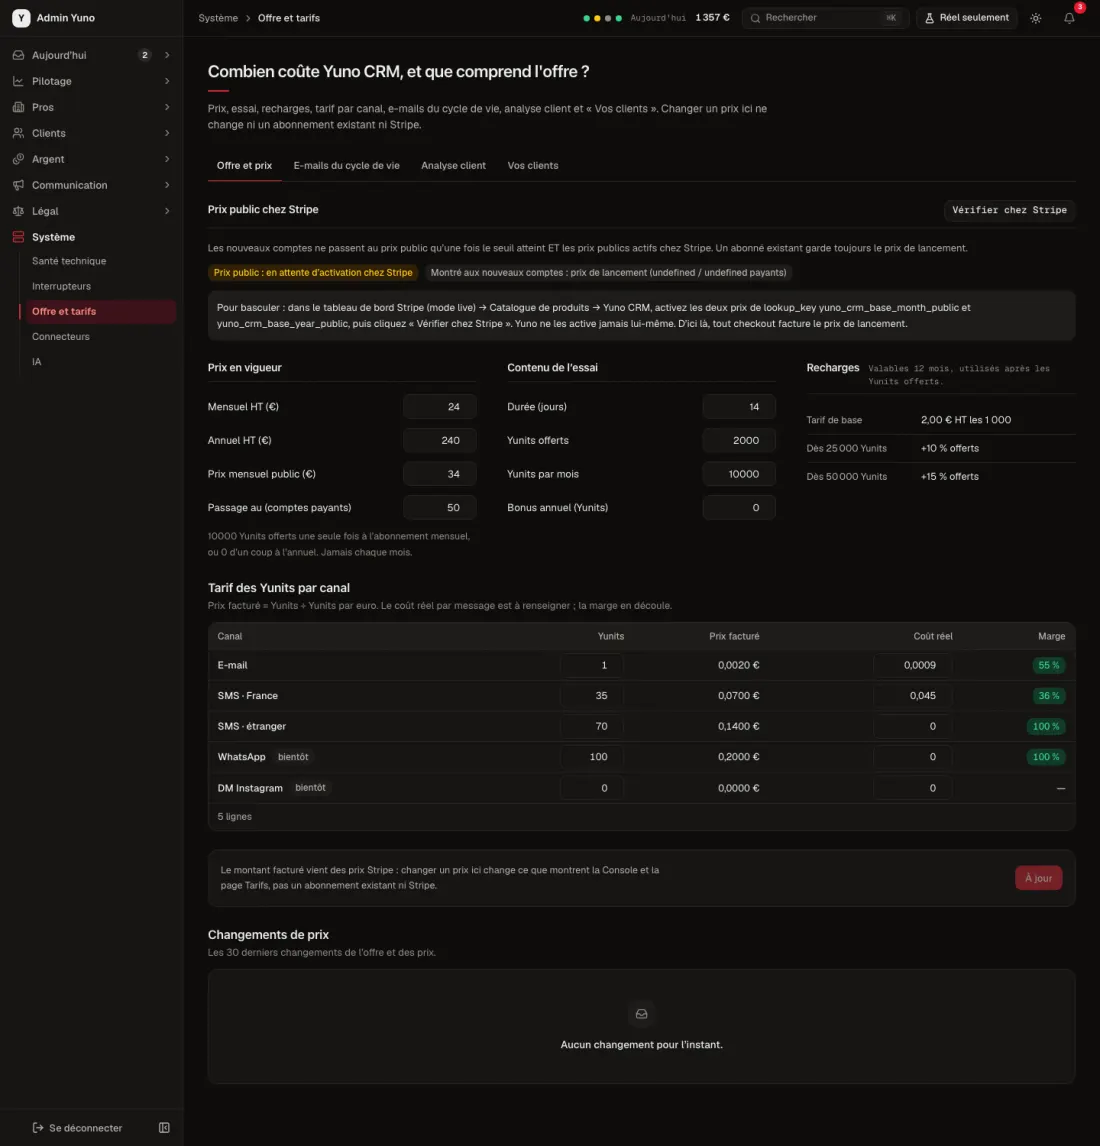 Y Admin Yuno
Système > Offre et tarifs
Aujourd'hui 1 357 €
Rechercher ⌘K
Réel seulement
3
Aujourd'hui 2
Pilotage
Pros
Clients
Argent
Communication
Légal
Système
Santé technique
Interrupteurs
Offre et tarifs
Connecteurs
IA
Se déconnecter
Combien coûte Yuno CRM, et que comprend l'offre ?
Prix, essai, recharges, tarif par canal, e-mails du cycle de vie, analyse client et « Vos clients ». Changer un prix ici ne
change ni un abonnement existant ni Stripe.
Offre et prix E-mails du cycle de vie Analyse client Vos clients
Prix public chez Stripe Vérifier chez Stripe
Les nouveaux comptes ne passent au prix public qu'une fois le seuil atteint ET les prix publics actifs chez Stripe. Un abonné existant garde toujours le prix de lancement.
Prix public : en attente d'activation chez Stripe Montré aux nouveaux comptes : prix de lancement (undefined / undefined payants)
Pour basculer : dans le tableau de bord Stripe (mode live) → Catalogue de produits → Yuno CRM, activez les deux prix de lookup_key yuno_crm_base_month_public et
yuno_crm_base_year_public, puis cliquez « Vérifier chez Stripe ». Yuno ne les active jamais lui-même. D'ici là, tout checkout facture le prix de lancement.
Prix en vigueur
Mensuel HT (€) 24
Annuel HT (€) 240
Prix mensuel public (€) 34
Passage au (comptes payants) 50
10000 Yunits offerts une seule fois à l'abonnement mensuel,
ou 0 d'un coup à l'annuel. Jamais chaque mois.
Contenu de l'essai
Durée (jours) 14
Yunits offerts 2000
Yunits par mois 10000
Bonus annuel (Yunits) 0
Recharges Valables 12 mois, utilisés après les
Yunits offerts.
Tarif de base 2,00 € HT les 1 000
Dès 25 000 Yunits +10 % offerts
Dès 50 000 Yunits +15 % offerts
Tarif des Yunits par canal
Prix facturé = Yunits ÷ Yunits par euro. Le coût réel par message est à renseigner ; la marge en découle.
Canal Yunits Prix facturé Coût réel Marge
E-mail 1 0,0020 € 0,0009 55 %
SMS · France 35 0,0700 € 0,045 36 %
SMS · étranger 70 0,1400 € 0 100 %
WhatsApp bientôt 100 0,2000 € 0 100 %
DM Instagram bientôt 0 0,0000 € 0 —
5 lignes
Le montant facturé vient des prix Stripe : changer un prix ici change ce que montrent la Console et la
page Tarifs, pas un abonnement existant ni Stripe.
À jour
Changements de prix
Les 30 derniers changements de l'offre et des prix.
Aucun changement pour l'instant.